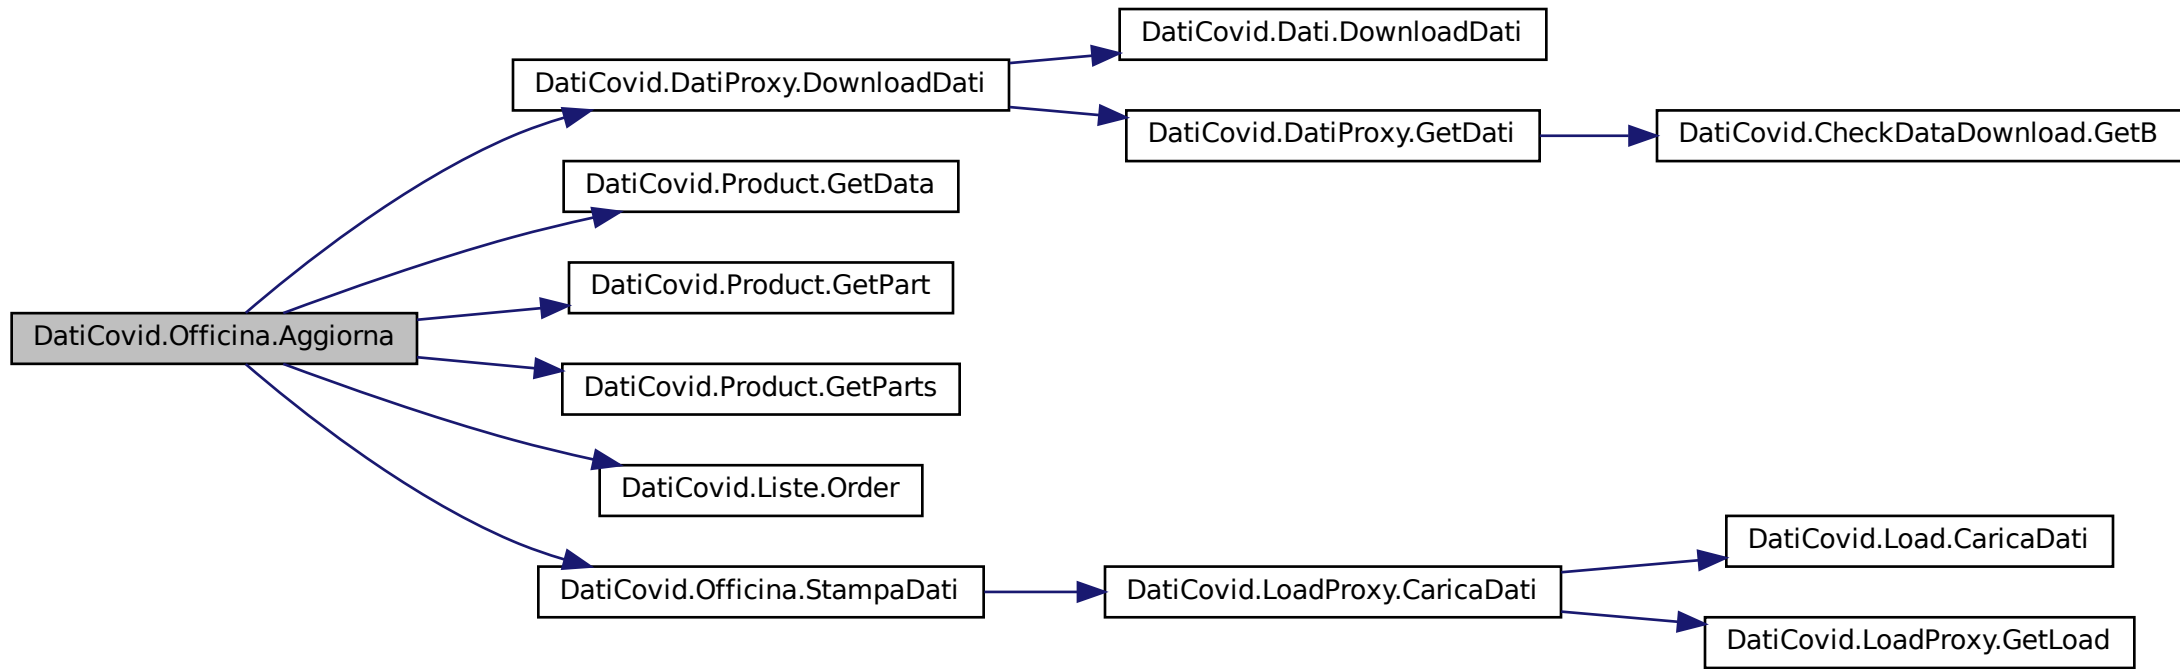 DatiCovid.Dati.DownloadDati
DatiCovid.DatiProxy.DownloadDati
DatiCovid.DatiProxy.GetDati
DatiCovid.CheckDataDownload.GetB
DatiCovid.Product.GetData
DatiCovid.Product.GetPart
DatiCovid.Officina.Aggiorna
DatiCovid.Product.GetParts
DatiCovid.Liste.Order
DatiCovid.Load.CaricaDati
DatiCovid.Officina.StampaDati
DatiCovid.LoadProxy.CaricaDati
DatiCovid.LoadProxy.GetLoad